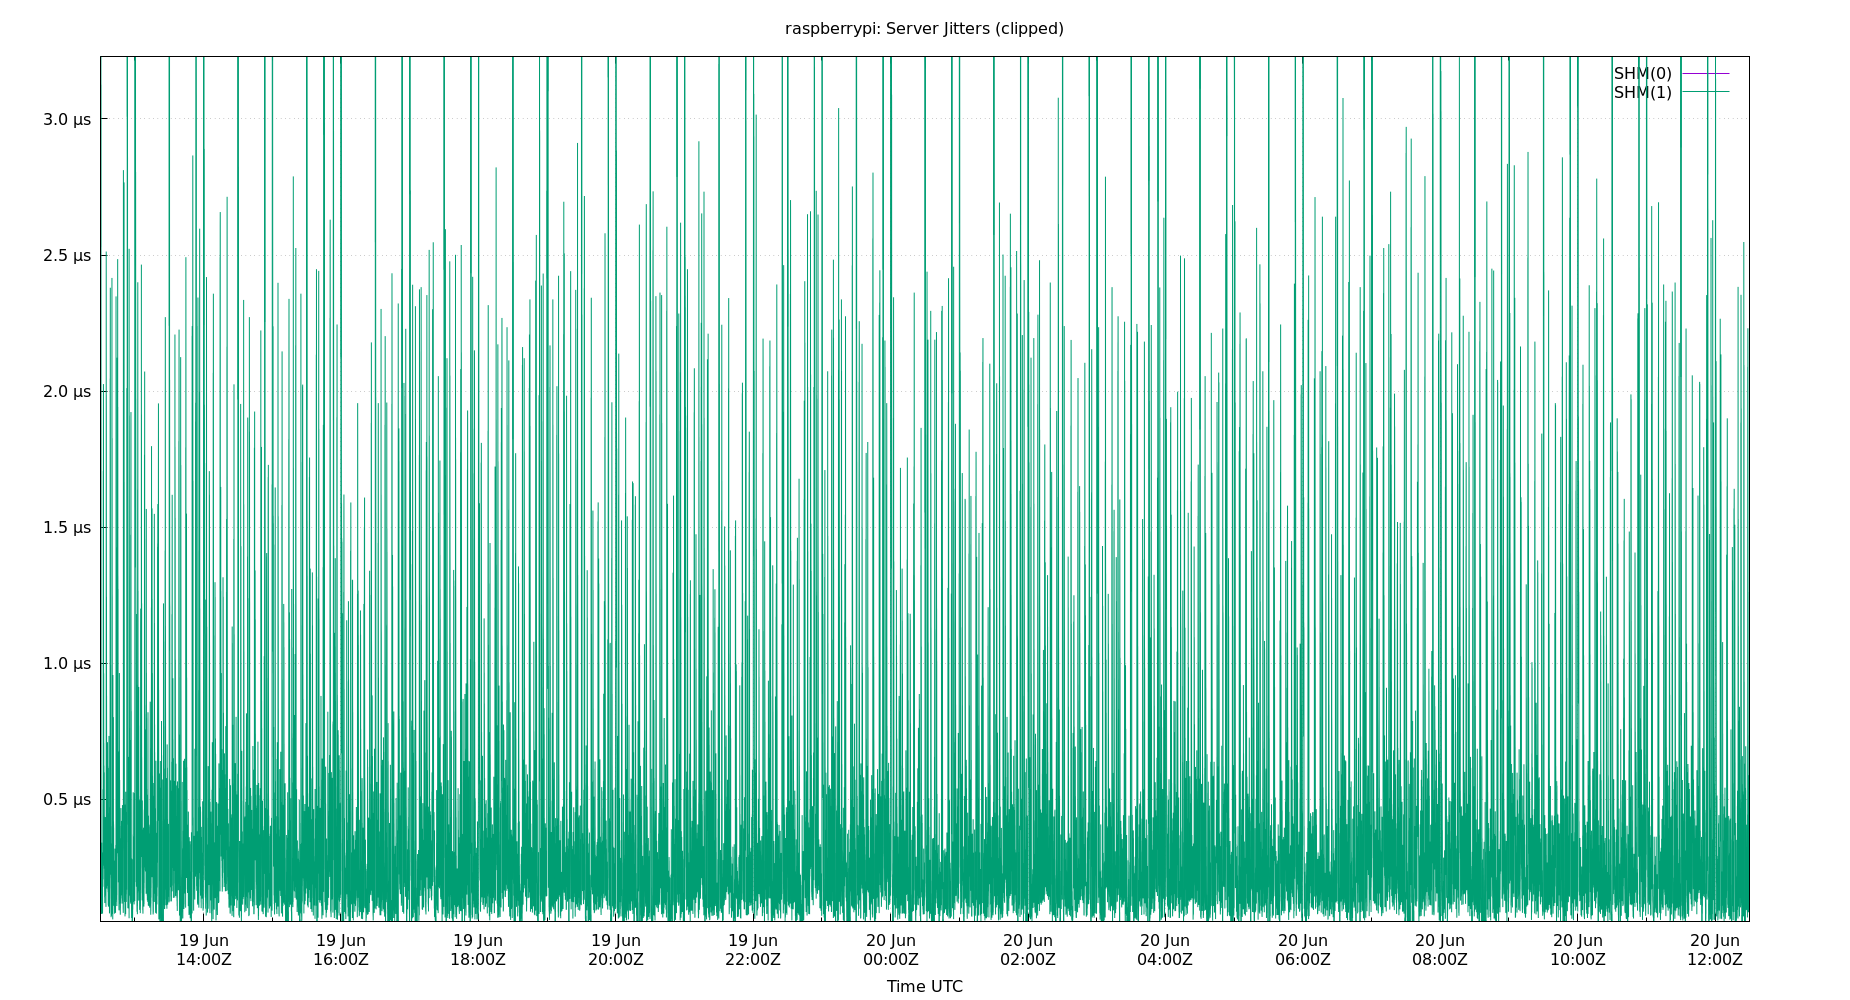 raspberrypi: Server Jitters (clipped)
SHM(0)
SHM(1)
3.0 µs
2.5 µs
2.0 µs
1.5 µs
1.0 µs
0.5 µs
19 Jun 19 Jun 19 Jun 19 Jun 19 Jun 20 Jun 20 Jun 20 Jun 20 Jun 20 Jun 20 Jun 20 Jun
14:00Z 16:00Z 18:00Z 20:00Z 22:00Z 00:00Z 02:00Z 04:00Z 06:00Z 08:00Z 10:00Z 12:00Z
Time UTC